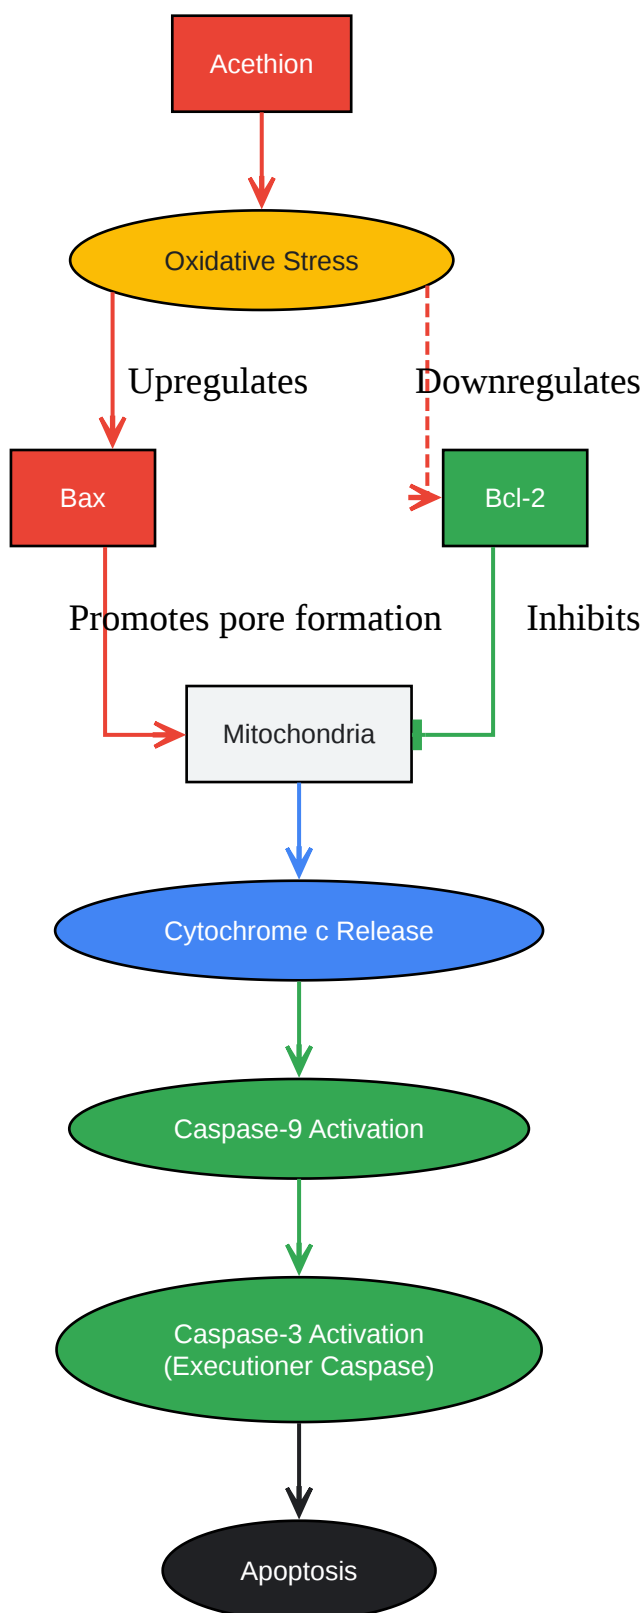 Acethion
Oxidative Stress
Upregulates
Downregulates
Bax
Bcl-2
Promotes pore formation
Inhibits
Mitochondria
Cytochrome c Release
Caspase-9 Activation
Caspase-3 Activation
(Executioner Caspase)
Apoptosis